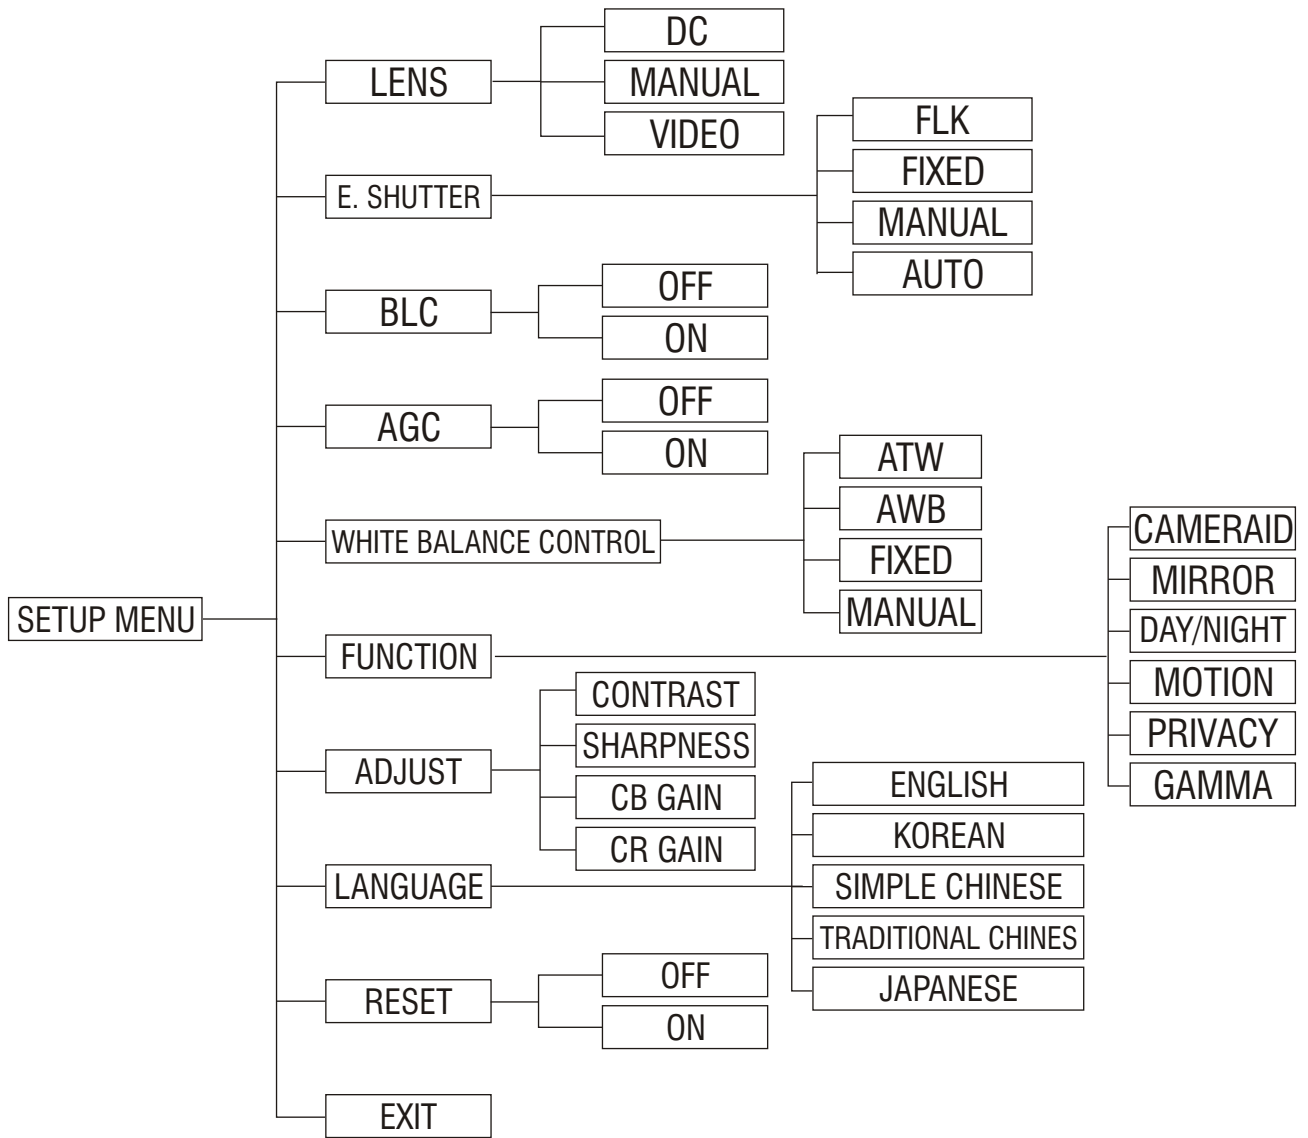 SETUP MENU
LENS
DC
MANUAL
VIDEO
E. SHUTTER
FLK
FIXED
MANUAL
AUTO
BLC
OFF
ON
AGC
OFF
ON
WHITE BALANCE CONTROL
ATW
AWB
FIXED
MANUAL
FUNCTION
CAMERAID
MIRROR
DAY/NIGHT
MOTION
PRIVACY
GAMMA
ADJUST
CONTRAST
SHARPNESS
CB GAIN
CR GAIN
LANGUAGE
ENGLISH
KOREAN
SIMPLE CHINESE
TRADITIONAL CHINES
JAPANESE
RESET
OFF
ON
EXIT